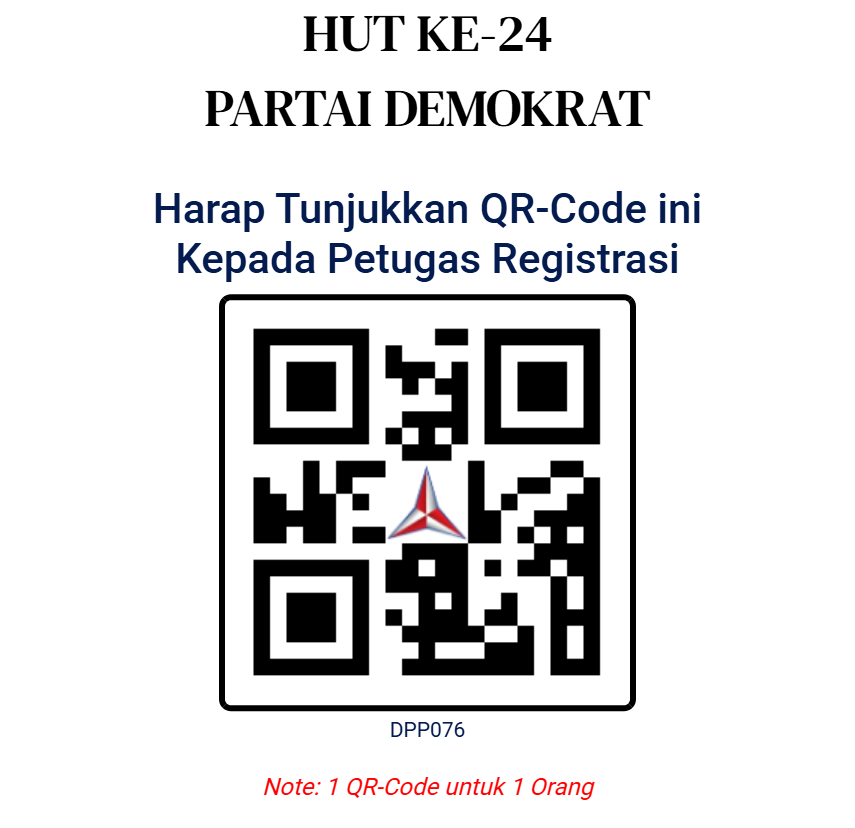 HUT KE-24
PARTAI DEMOKRAT
Harap Tunjukkan QR-Code ini
Kepada Petugas Registrasi
DPP076
Note: 1 QR-Code untuk 1 Orang